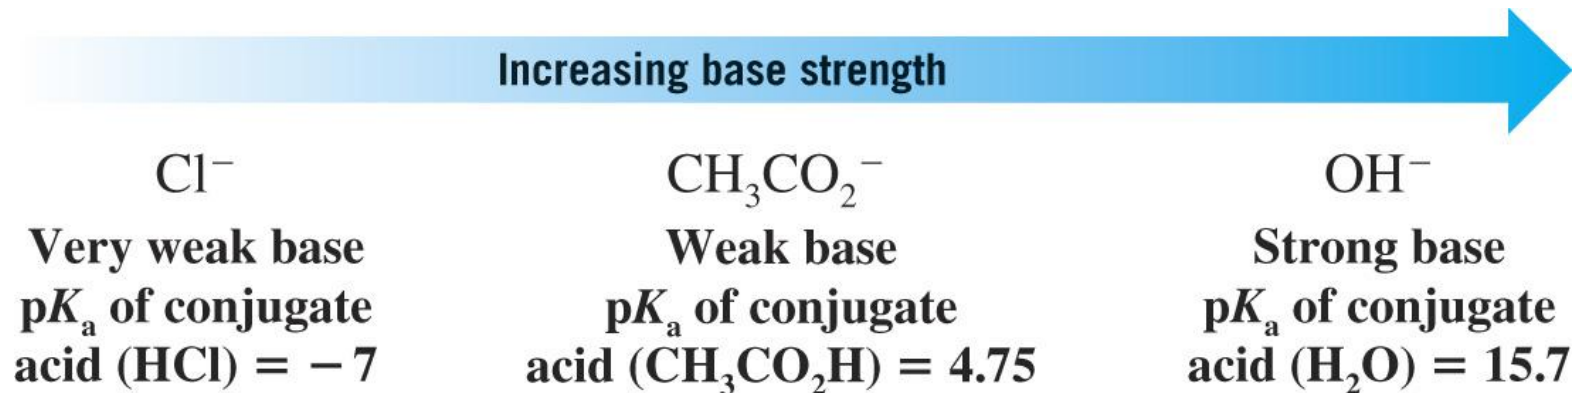 Increasing base strength
Cl⁻ CH₃CO₂⁻ OH⁻
Very weak base Weak base Strong base
pKₐ of conjugate pKₐ of conjugate pKₐ of conjugate
acid (HCl) = −7 acid (CH₃CO₂H) = 4.75 acid (H₂O) = 15.7